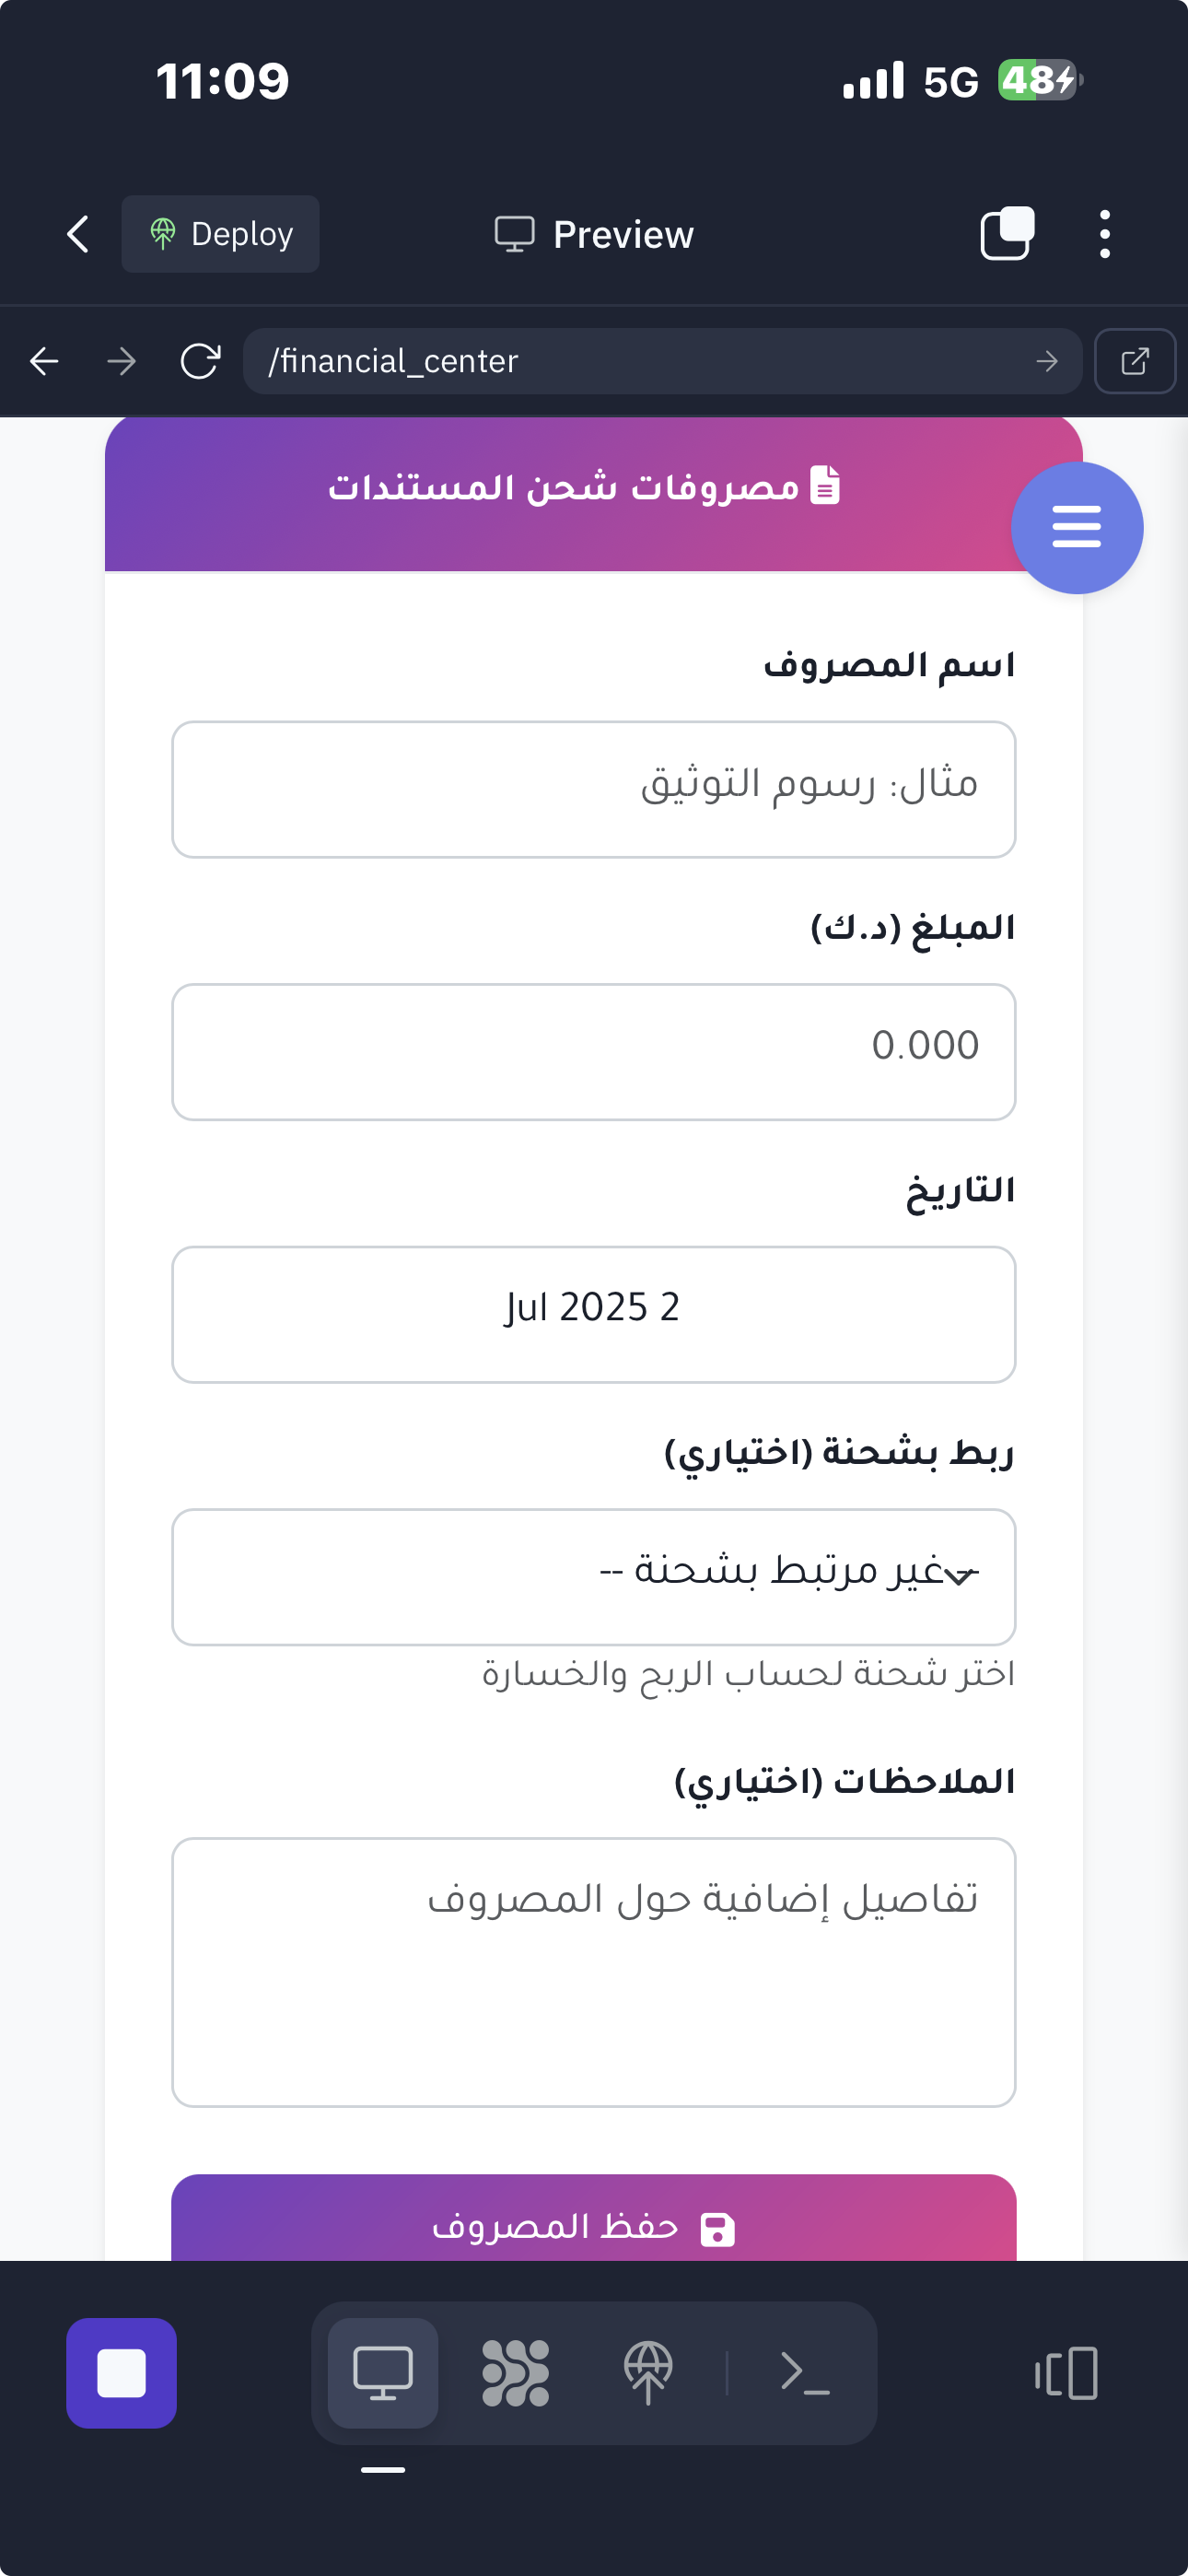 11:09
5G
48
Deploy
Preview
/financial_center
مصروفات شحن المستندات
اسم المصروف
مثال: رسوم التوثيق
المبلغ (د.ك)
0.000
التاريخ
2 Jul 2025
ربط بشحنة (اختياري)
-- غير مرتبط بشحنة --
اختر شحنة لحساب الربح والخسارة
الملاحظات (اختياري)
تفاصيل إضافية حول المصروف
حفظ المصروف